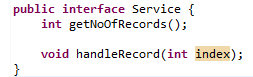 public interface Service {
    int getNoOfRecords();
    void handleRecord(int index);
}